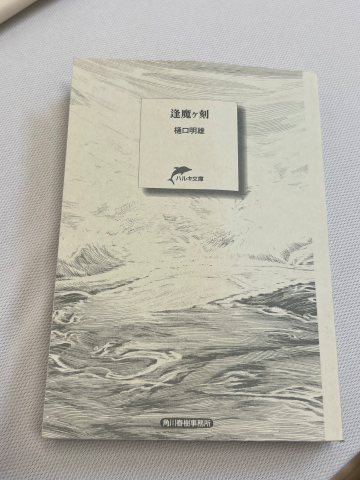 逢魔ヶ刻
樋口明雄
ハルキ文庫
角川春樹事務所